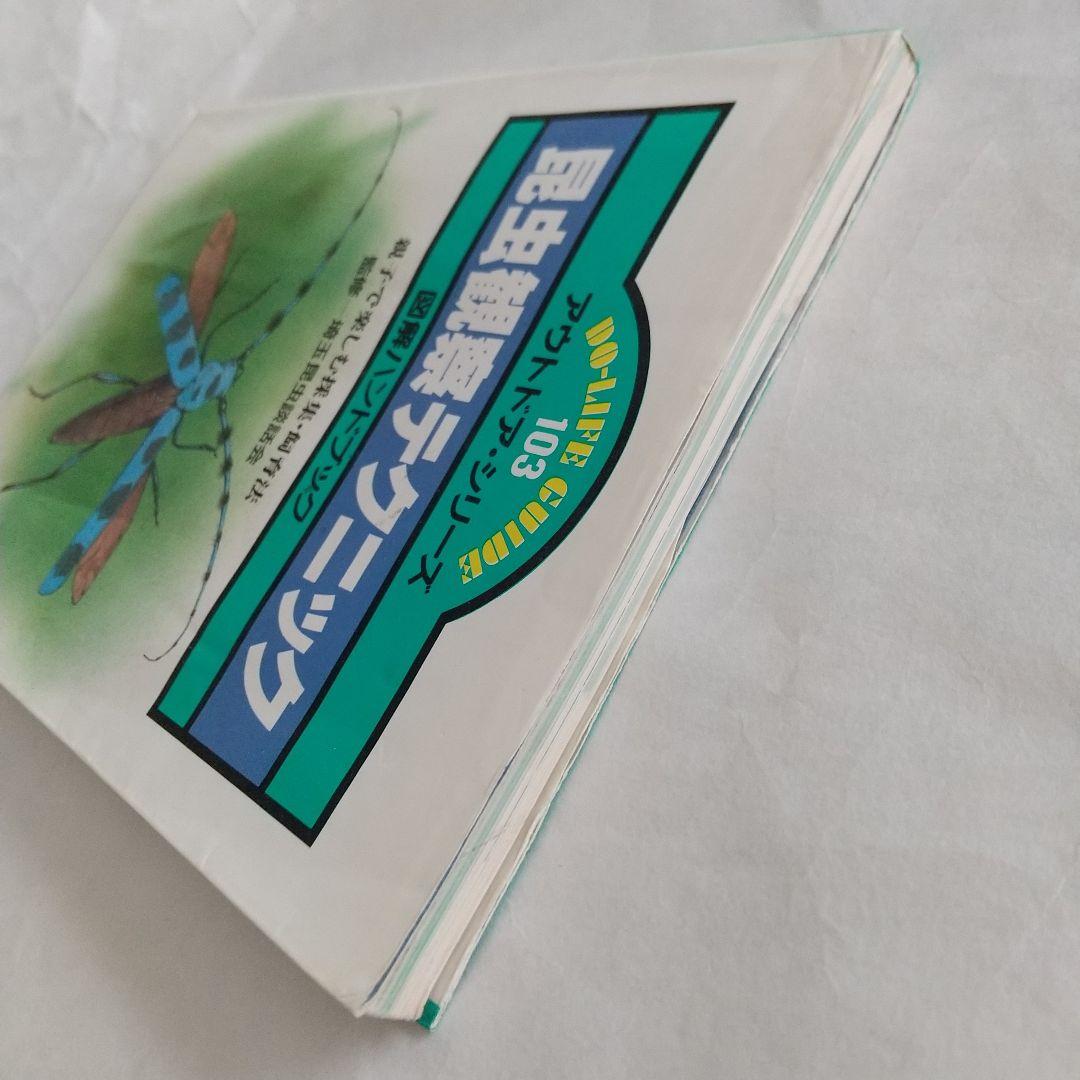 DO-LIFE GUIDE
103
アウトドア・シリーズ
昆虫観察テクニック
図解ハンドブック
親子で楽しむ採集・飼育法
監修 埼玉昆虫談話会